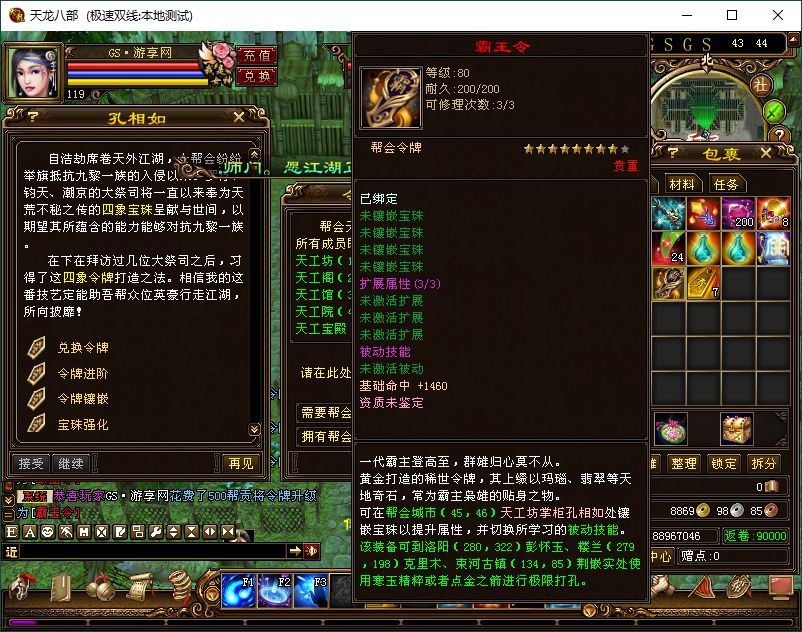 天龙八部 (极速双线:本地测试)
GS·游享网
充值
兑换
119
G S G S 43 44
北
社
孔相如
自浩劫席卷天外江湖，
举旗抵抗九黎一族的入侵以
钧天、潮京的大祭司将一直以来奉为天
荒不秘之传的四象宝珠呈献与世间，以
期望其所蕴含的能力能够对抗九黎一族
。
在下在拜访过几位大祭司之后，习
得了这四象令牌打造之法。相信我的这
番技艺定能助吾帮众位英豪行走江湖，
所向披靡！
兑换令牌
令牌进阶
令牌镶嵌
宝珠强化
接受
继续
再见
师门。 愿江湖
帮会
所有成员
天工坊（
天工阁（
天工馆（
天工院（
天工宝殿
请在此处
需要帮会
拥有帮会
霸王令
等级:80
耐久:200/200
可修理次数:3/3
帮会令牌
贵重
已绑定
未镶嵌宝珠
未镶嵌宝珠
未镶嵌宝珠
未镶嵌宝珠
扩展属性(3/3)
未激活扩展
未激活扩展
未激活扩展
被动技能
未激活被动
基础命中 +1460
资质未鉴定
一代霸主登高至，群雄归心莫不从。
黄金打造的稀世令牌，其上缀以玛瑙、翡翠等天
地奇石，常为霸主枭雄的贴身之物。
可在帮会城市（45，46）天工坊掌柜孔相如处镶
嵌宝珠以提升属性，并切换所学习的被动技能。
该装备可到洛阳（280，322）彭怀玉、楼兰（279
，198）克里木、束河古镇（134，85）荆嵌实处使
用寒玉精粹或者点金之箭进行极限打孔。
包裹
材料
任务
200
8
24
7
整理
锁定
拆分
0
8869
98
85
88967046
返卷:90000
中心
赠点:0
系统
恭喜玩家GS·游享网花费了500帮贡将令牌升级
为【霸王令】
近
F1
F2
F3